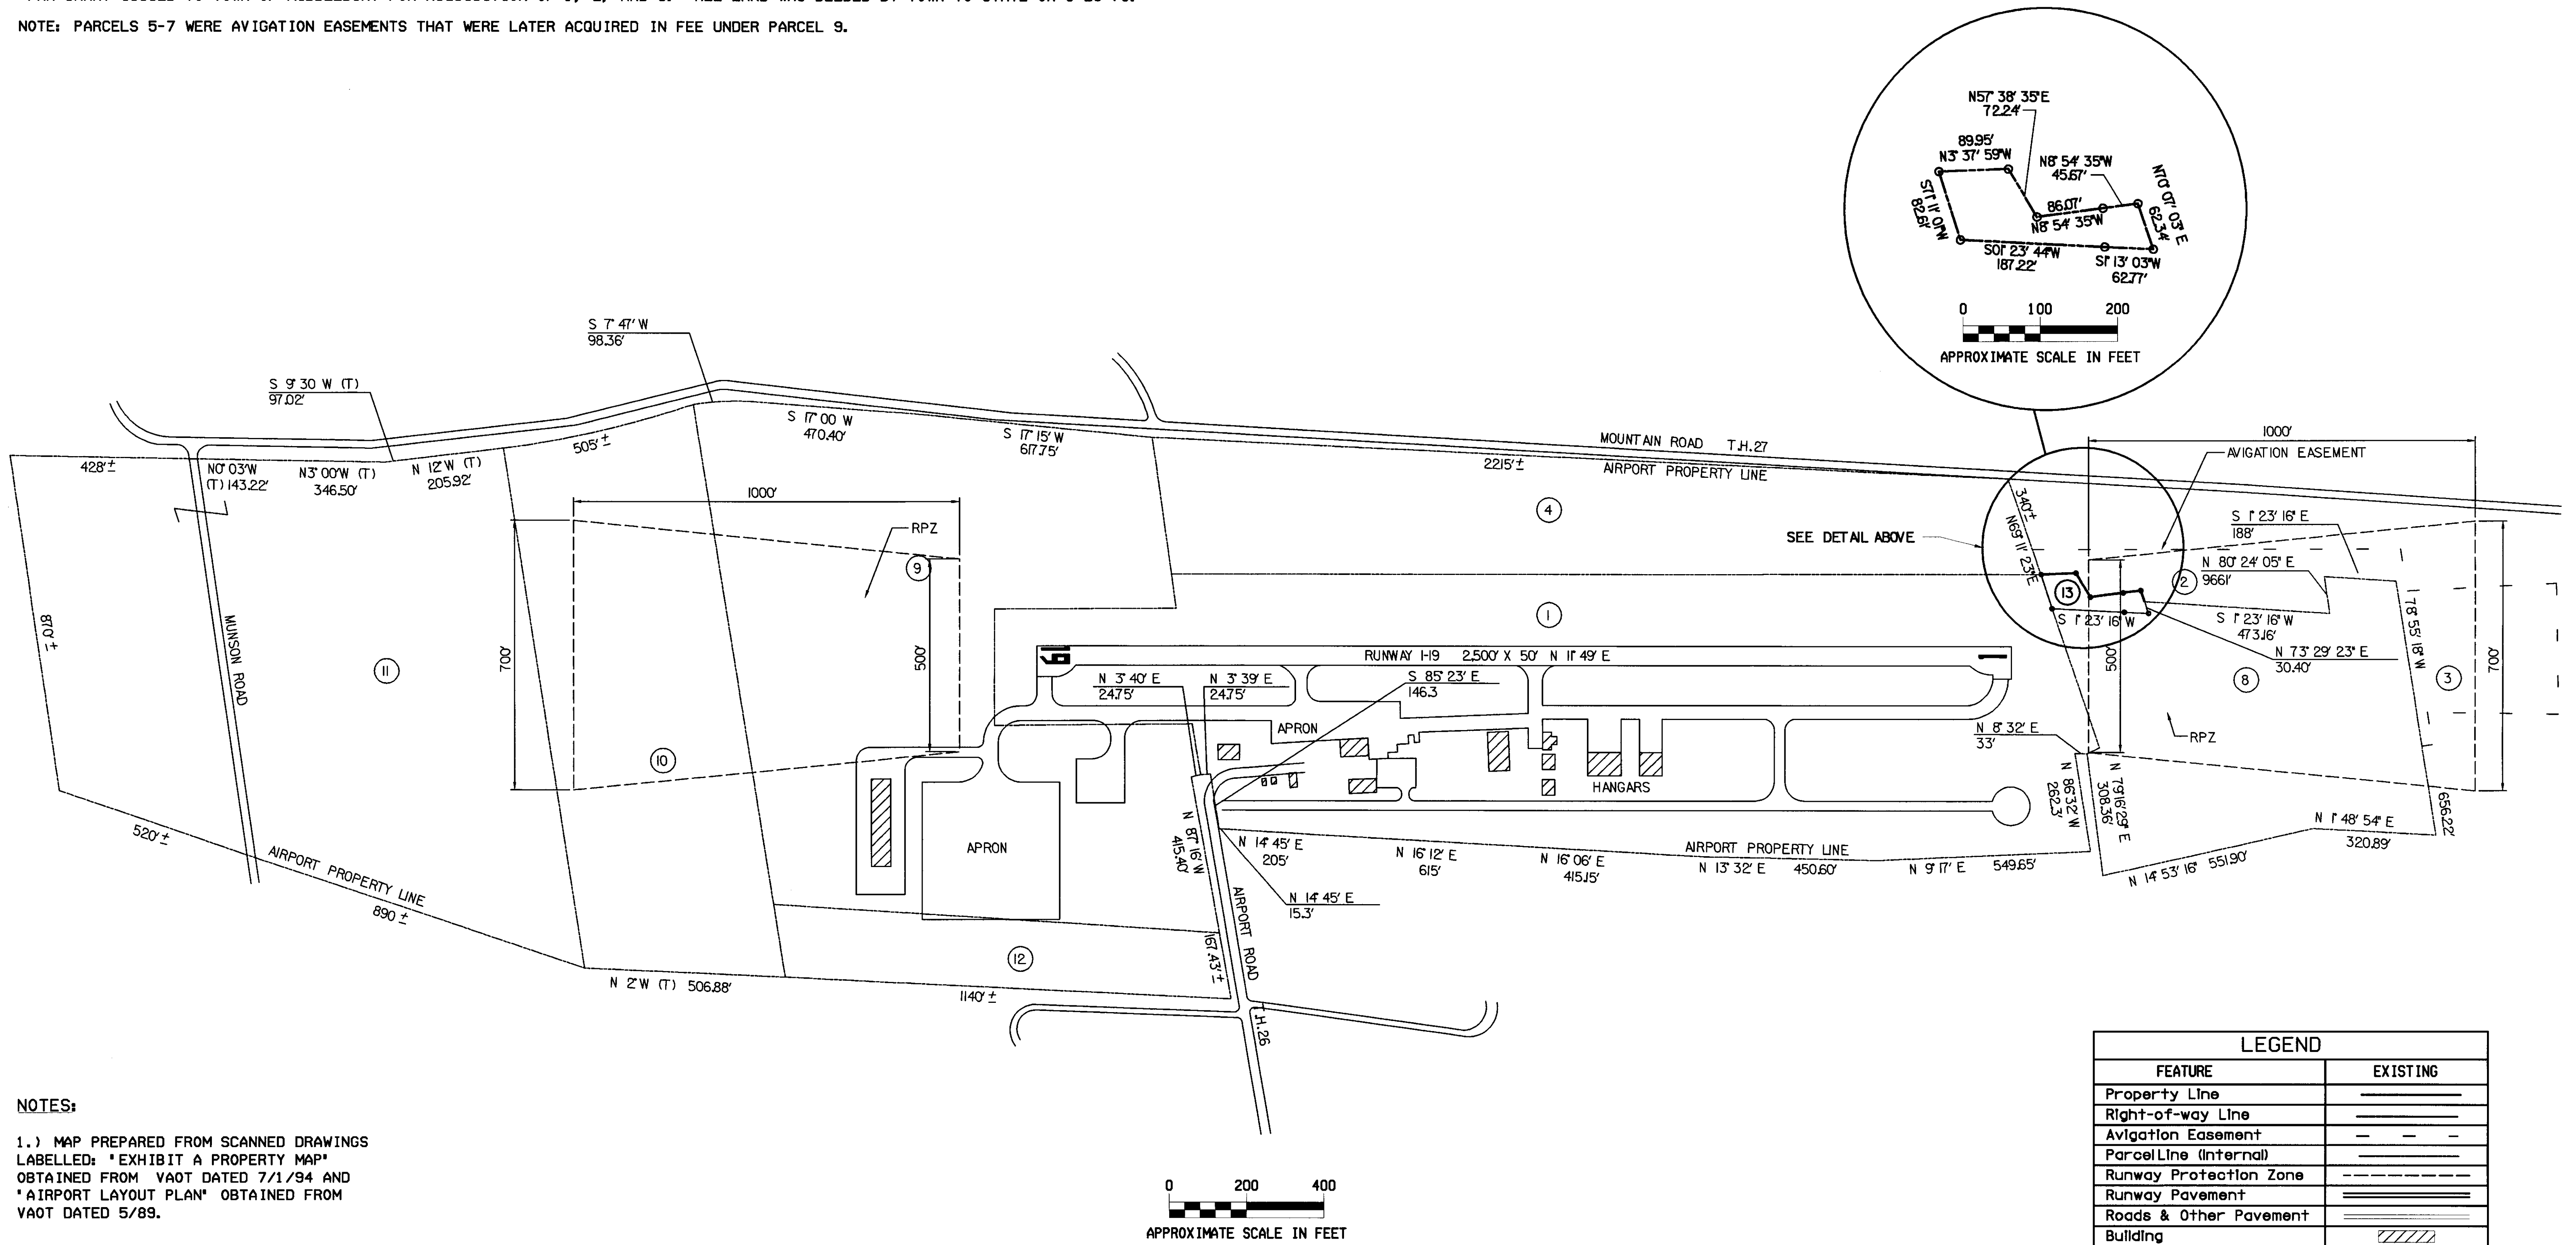 NOTE: PARCELS 5-7 WERE AVIGATION EASEMENTS THAT WERE LATER ACQUIRED IN FEE UNDER PARCEL 9.
N57° 38' 35"E
72.24'
89.95'
N3° 37' 59"W
N8° 54' 35"W
45.67'
N70° 07' 03" E
62.34'
S71° 11' 01"W
82.61'
86.07'
N8° 54' 35"W
S01° 23' 44"W
187.22'
S1° 13' 03"W
62.77'
0 100 200
APPROXIMATE SCALE IN FEET
S 7° 47' W
98.36'
S 9° 30 W (T)
97.02'
428'±
N0° 03'W
(T) 143.22'
N3° 00'W (T)
346.50'
N 12° W (T)
205.92'
505' ±
S 17° 00 W
470.40'
S 17° 15' W
617.75'
2215' ±
MOUNTAIN ROAD T.H.27
AIRPORT PROPERTY LINE
1000'
AVIGATION EASEMENT
1000'
RPZ
9
4
SEE DETAIL ABOVE
340'±
N69° 11' 23" E
S 1° 23' 16" E
188'
N 80° 24' 05" E
96.61'
2
13
S 1° 23' 16" W
S 1° 23' 16" W
473.16'
N 73° 29' 23" E
30.40'
78° 55' 18" W
656.22'
700'
3
8
RPZ
500'
870' ±
MUNSON ROAD
11
700'
500'
10
1
19
RUNWAY 1-19 2,500' X 50' N 11° 49' E
1
N 3° 40' E
24.75'
N 3° 39' E
24.75'
S 85° 23' E
146.3
APRON
HANGARS
N 8° 32' E
33'
N 86° 32' W
262.3'
N 79° 16' 29" E
308.36'
520' ±
AIRPORT PROPERTY LINE
890 ±
APRON
N 87° 16' W
415.40'
N 14° 45' E
205'
N 16° 12' E
615'
N 16° 06' E
415.15'
AIRPORT PROPERTY LINE
N 13° 32' E 450.60'
N 9° 17' E 549.65'
N 1° 48' 54" E
320.89'
N 14° 53' 16" 551.90'
N 14° 45' E
15.3'
AIRPORT ROAD
167.43'±
12
N 2° W (T) 506.88'
1140' ±
T.H.26
LEGEND
FEATURE EXISTING
Property Line
Right-of-way Line
Avigation Easement
Parcel Line (Internal)
Runway Protection Zone
Runway Pavement
Roads & Other Pavement
Building
NOTES:
1.) MAP PREPARED FROM SCANNED DRAWINGS
LABELLED: "EXHIBIT A PROPERTY MAP"
OBTAINED FROM VAOT DATED 7/1/94 AND
"AIRPORT LAYOUT PLAN" OBTAINED FROM
VAOT DATED 5/89.
0 200 400
APPROXIMATE SCALE IN FEET